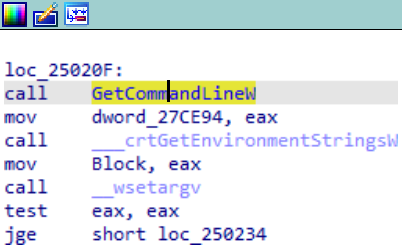 loc_25020F:
call    GetCommandLineW
mov     dword_27CE94, eax
call    ___crtGetEnvironmentStringsW
mov     Block, eax
call    __wsetargv
test    eax, eax
jge     short loc_250234